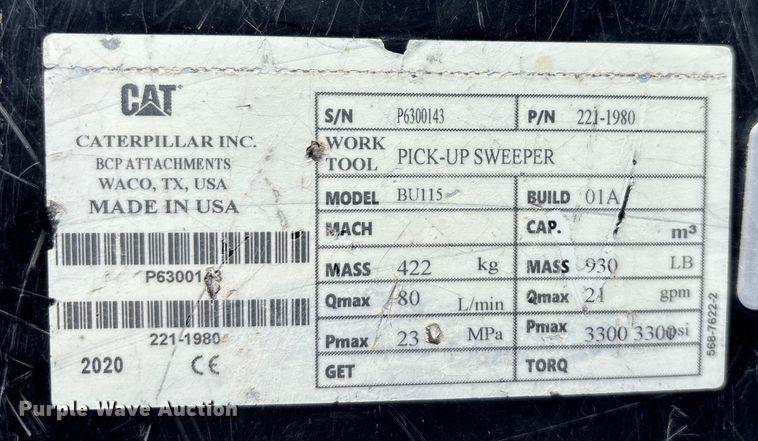 CAT
CATERPILLAR INC.
BCP ATTACHMENTS
WACO, TX, USA
MADE IN USA
P6300143
221-1980
2020 CE
S/N P6300143 P/N 221-1980
WORK TOOL PICK-UP SWEEPER
MODEL BU115 BUILD 01A
MACH CAP. m³
MASS 422 kg MASS 930 LB
Qmax 80 L/min Qmax 21 gpm
Pmax 23 MPa Pmax 3300 3300 psi
GET TORQ
568-7622-2
Purple Wave Auction